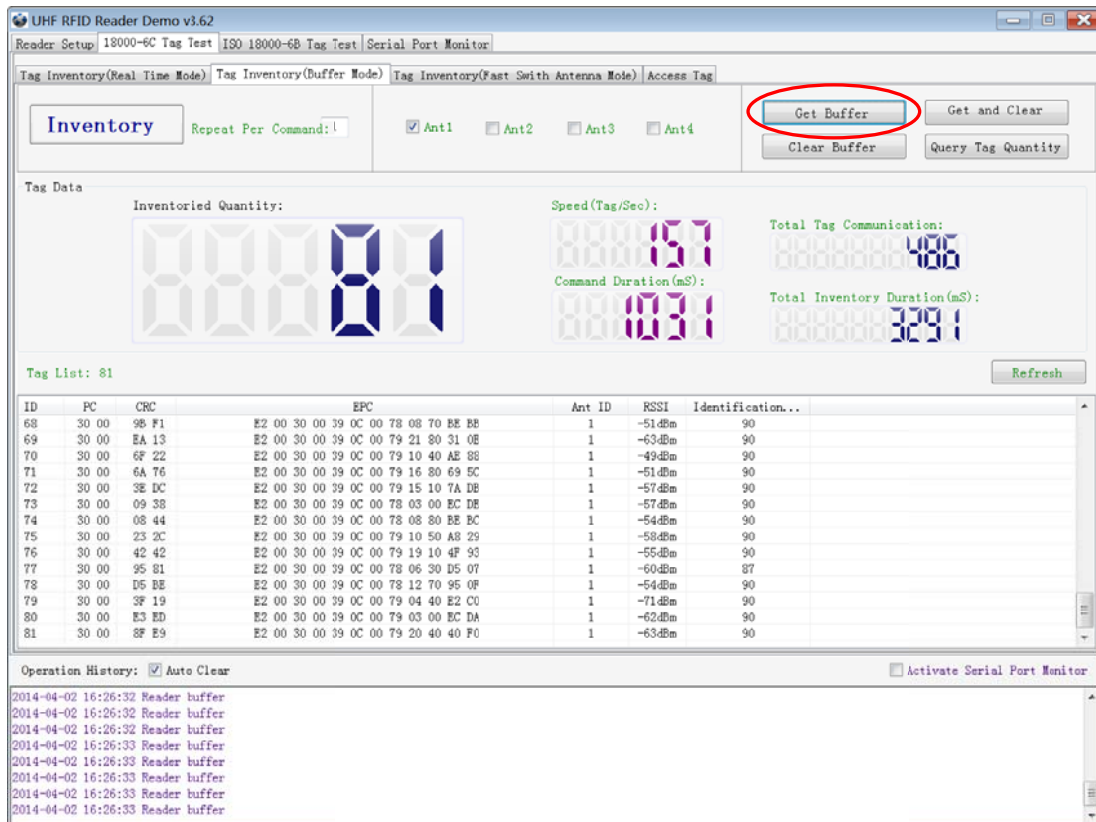 UHF RFID Reader Demo v3.62
Reader Setup 18000-6C Tag Test ISO 18000-6B Tag Test Serial Port Monitor
Tag Inventory(Real Time Mode) Tag Inventory(Buffer Mode) Tag Inventory(Fast Swith Antenna Mode) Access Tag
Inventory Repeat Per Command: 1 Ant1 Ant2 Ant3 Ant4 Get Buffer Get and Clear
Clear Buffer Query Tag Quantity
Tag Data
Inventoried Quantity: Speed(Tag/Sec):
81 157 Total Tag Communication:
486
Command Duration(mS):
1031 Total Inventory Duration(mS):
3291
Tag List: 81 Refresh
ID PC CRC EPC Ant ID RSSI Identification...
68 30 00 9B F1 E2 00 30 00 39 0C 00 78 08 70 BE BB 1 -51dBm 90
69 30 00 EA 13 E2 00 30 00 39 0C 00 79 21 80 31 0E 1 -63dBm 90
70 30 00 6F 22 E2 00 30 00 39 0C 00 79 10 40 AE 88 1 -49dBm 90
71 30 00 6A 76 E2 00 30 00 39 0C 00 79 16 80 69 5C 1 -51dBm 90
72 30 00 3E DC E2 00 30 00 39 0C 00 79 15 10 7A DB 1 -57dBm 90
73 30 00 09 38 E2 00 30 00 39 0C 00 78 03 00 EC DE 1 -57dBm 90
74 30 00 08 44 E2 00 30 00 39 0C 00 78 08 80 BE BC 1 -54dBm 90
75 30 00 23 2C E2 00 30 00 39 0C 00 79 10 50 A8 29 1 -58dBm 90
76 30 00 42 42 E2 00 30 00 39 0C 00 79 19 10 4F 93 1 -55dBm 90
77 30 00 95 81 E2 00 30 00 39 0C 00 78 06 30 D5 07 1 -60dBm 87
78 30 00 D5 BE E2 00 30 00 39 0C 00 78 12 70 95 0F 1 -54dBm 90
79 30 00 3F 19 E2 00 30 00 39 0C 00 79 04 40 E2 C0 1 -71dBm 90
80 30 00 E3 ED E2 00 30 00 39 0C 00 79 03 00 EC DA 1 -62dBm 90
81 30 00 8F E9 E2 00 30 00 39 0C 00 79 20 40 40 F0 1 -63dBm 90
Operation History: Auto Clear Activate Serial Port Monitor
2014-04-02 16:26:32 Reader buffer
2014-04-02 16:26:32 Reader buffer
2014-04-02 16:26:32 Reader buffer
2014-04-02 16:26:33 Reader buffer
2014-04-02 16:26:33 Reader buffer
2014-04-02 16:26:33 Reader buffer
2014-04-02 16:26:33 Reader buffer
2014-04-02 16:26:33 Reader buffer